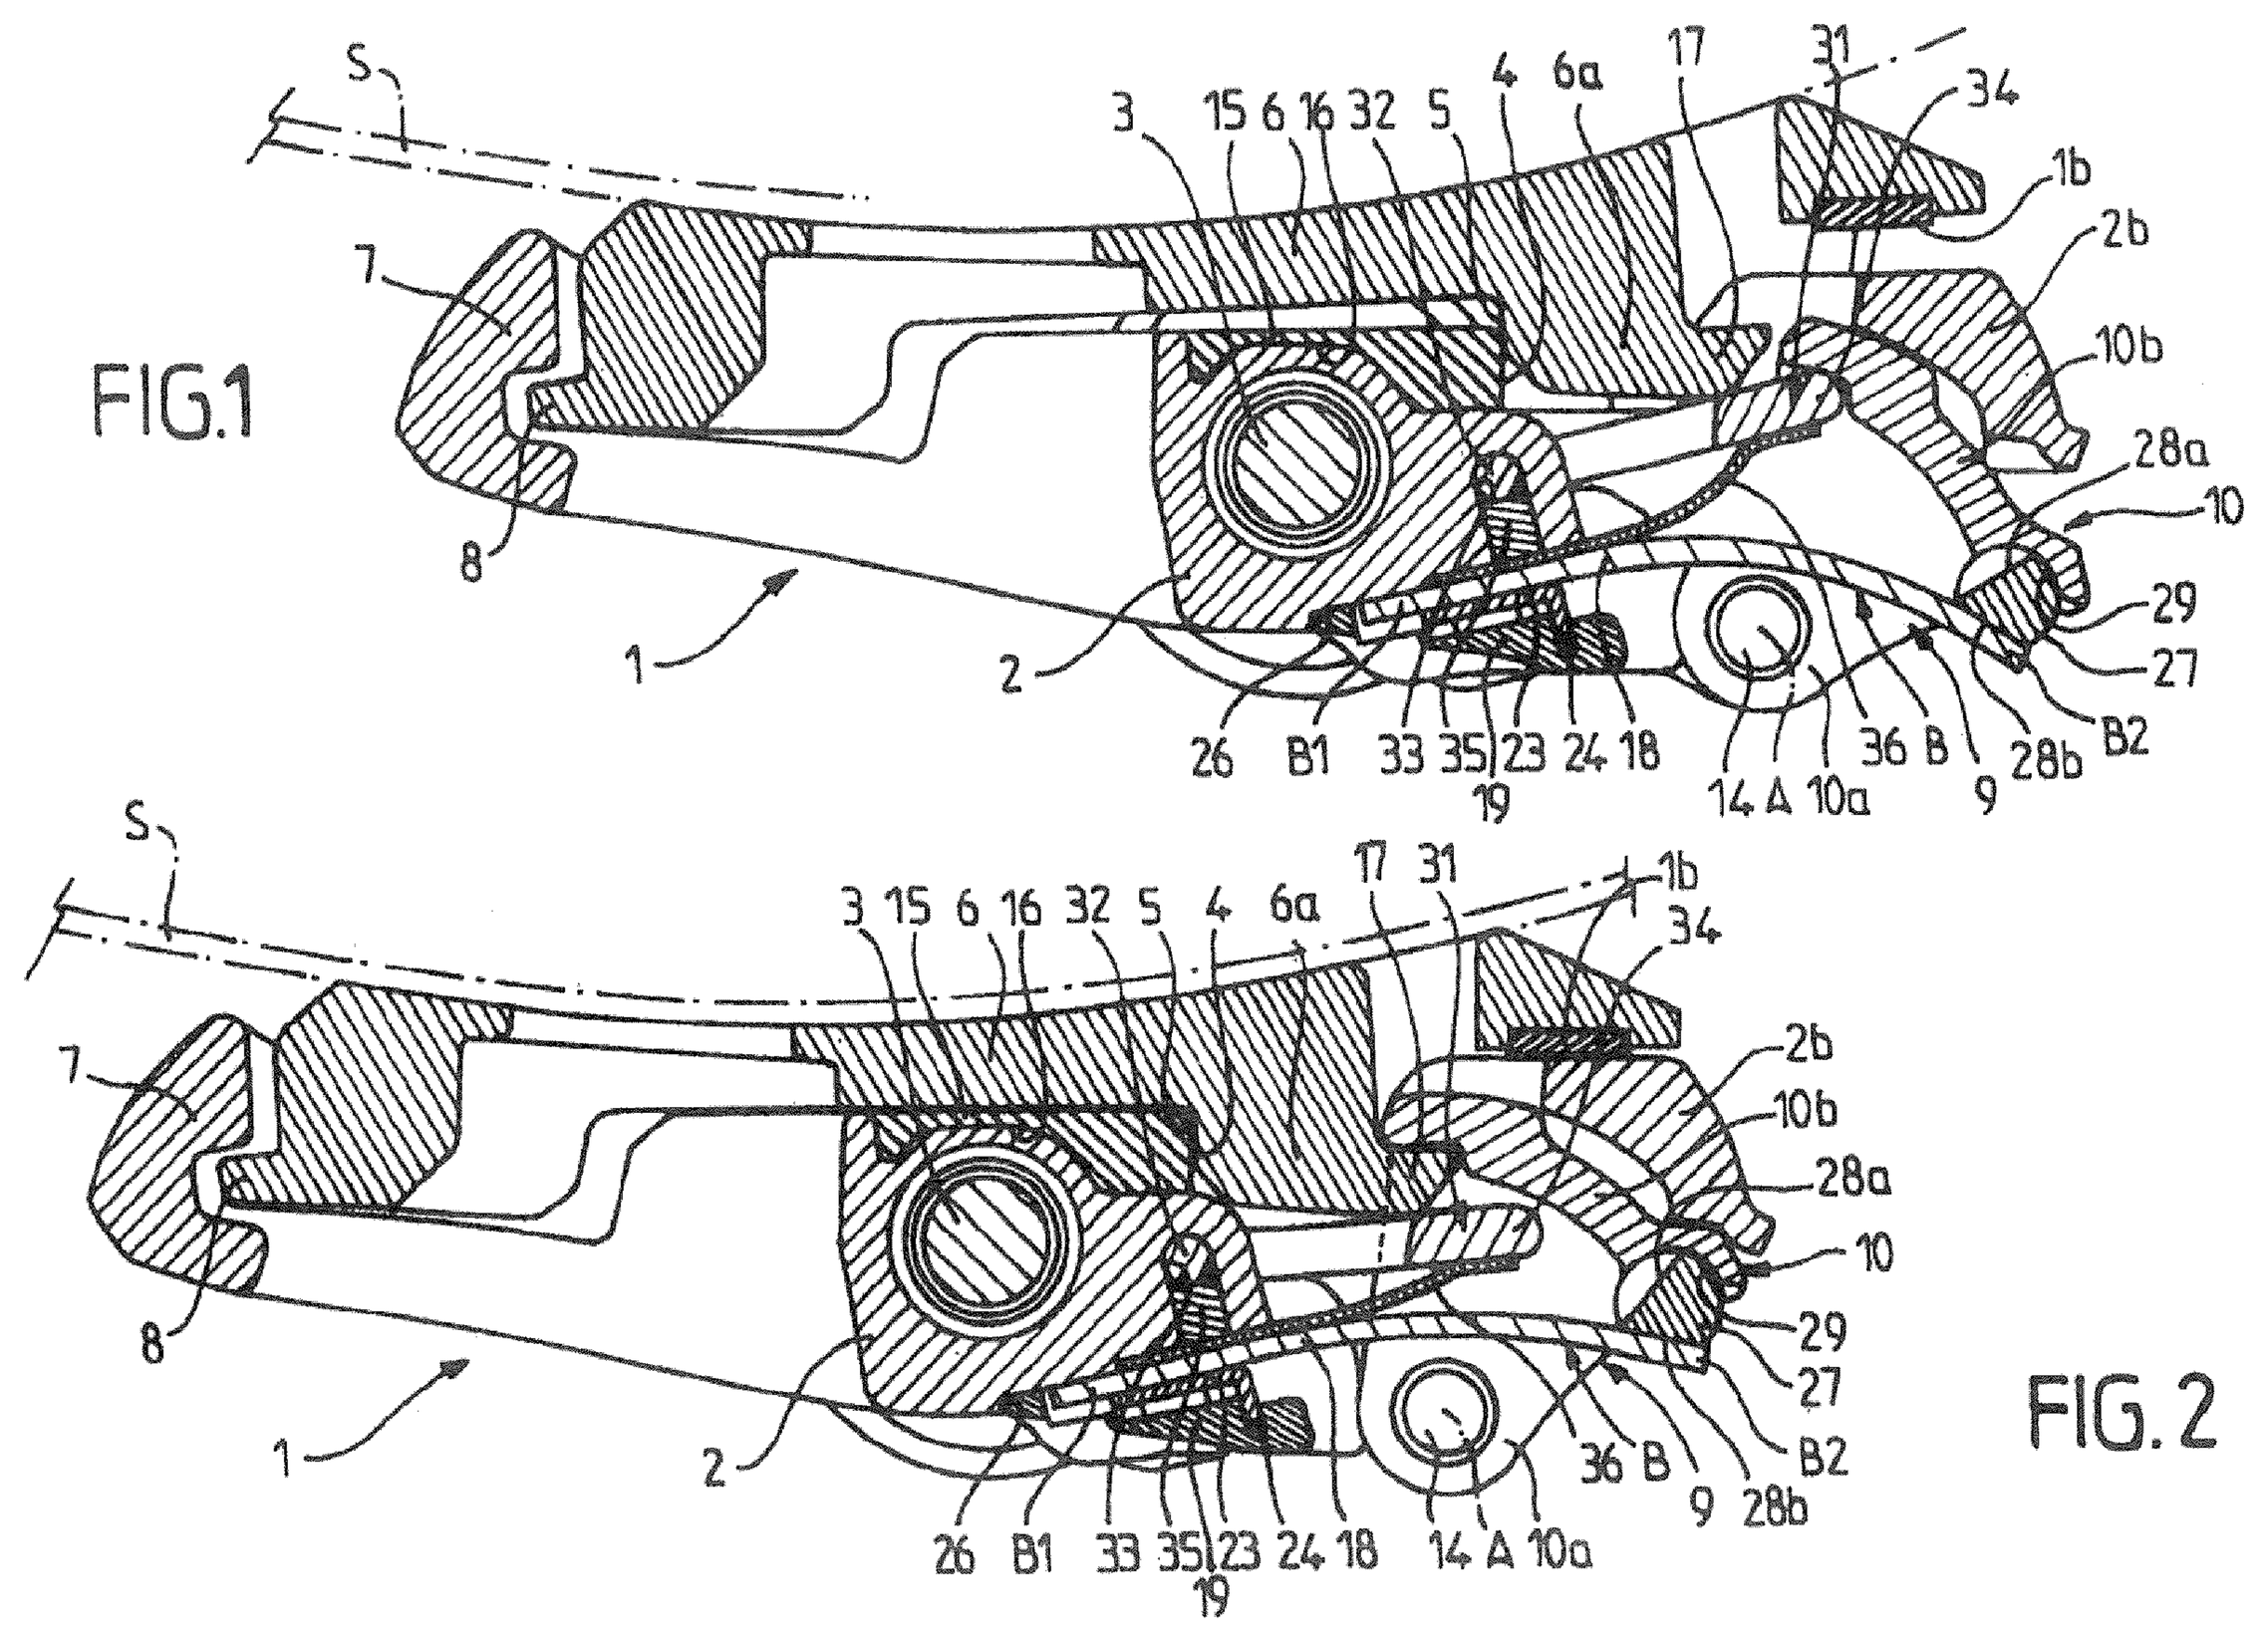 S
3 15 6 16 32 5 4 6a 17 31 34
1b
2b
7
10b
FIG.1
28a
10
8
29
1
2
27
26 B1 33 35 23 24 18 36 B 28b B2
19
14 A 10a 9
S
3 15 6 16 32 5 4 6a 17 31 1b
34
7
2b
10b
28a
10
8
29
27
FIG. 2
1
2
36 B B2
9 28b
26 B1 33 35 23 24 18 14 A 10a
19